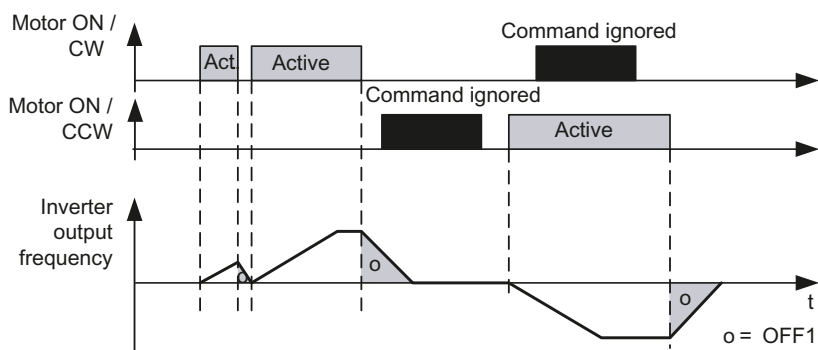 Motor ON /
CW
Act.
Active
Command ignored
Motor ON /
CCW
Command ignored
Active
Inverter
output
frequency
o
o
o
t
o = OFF1